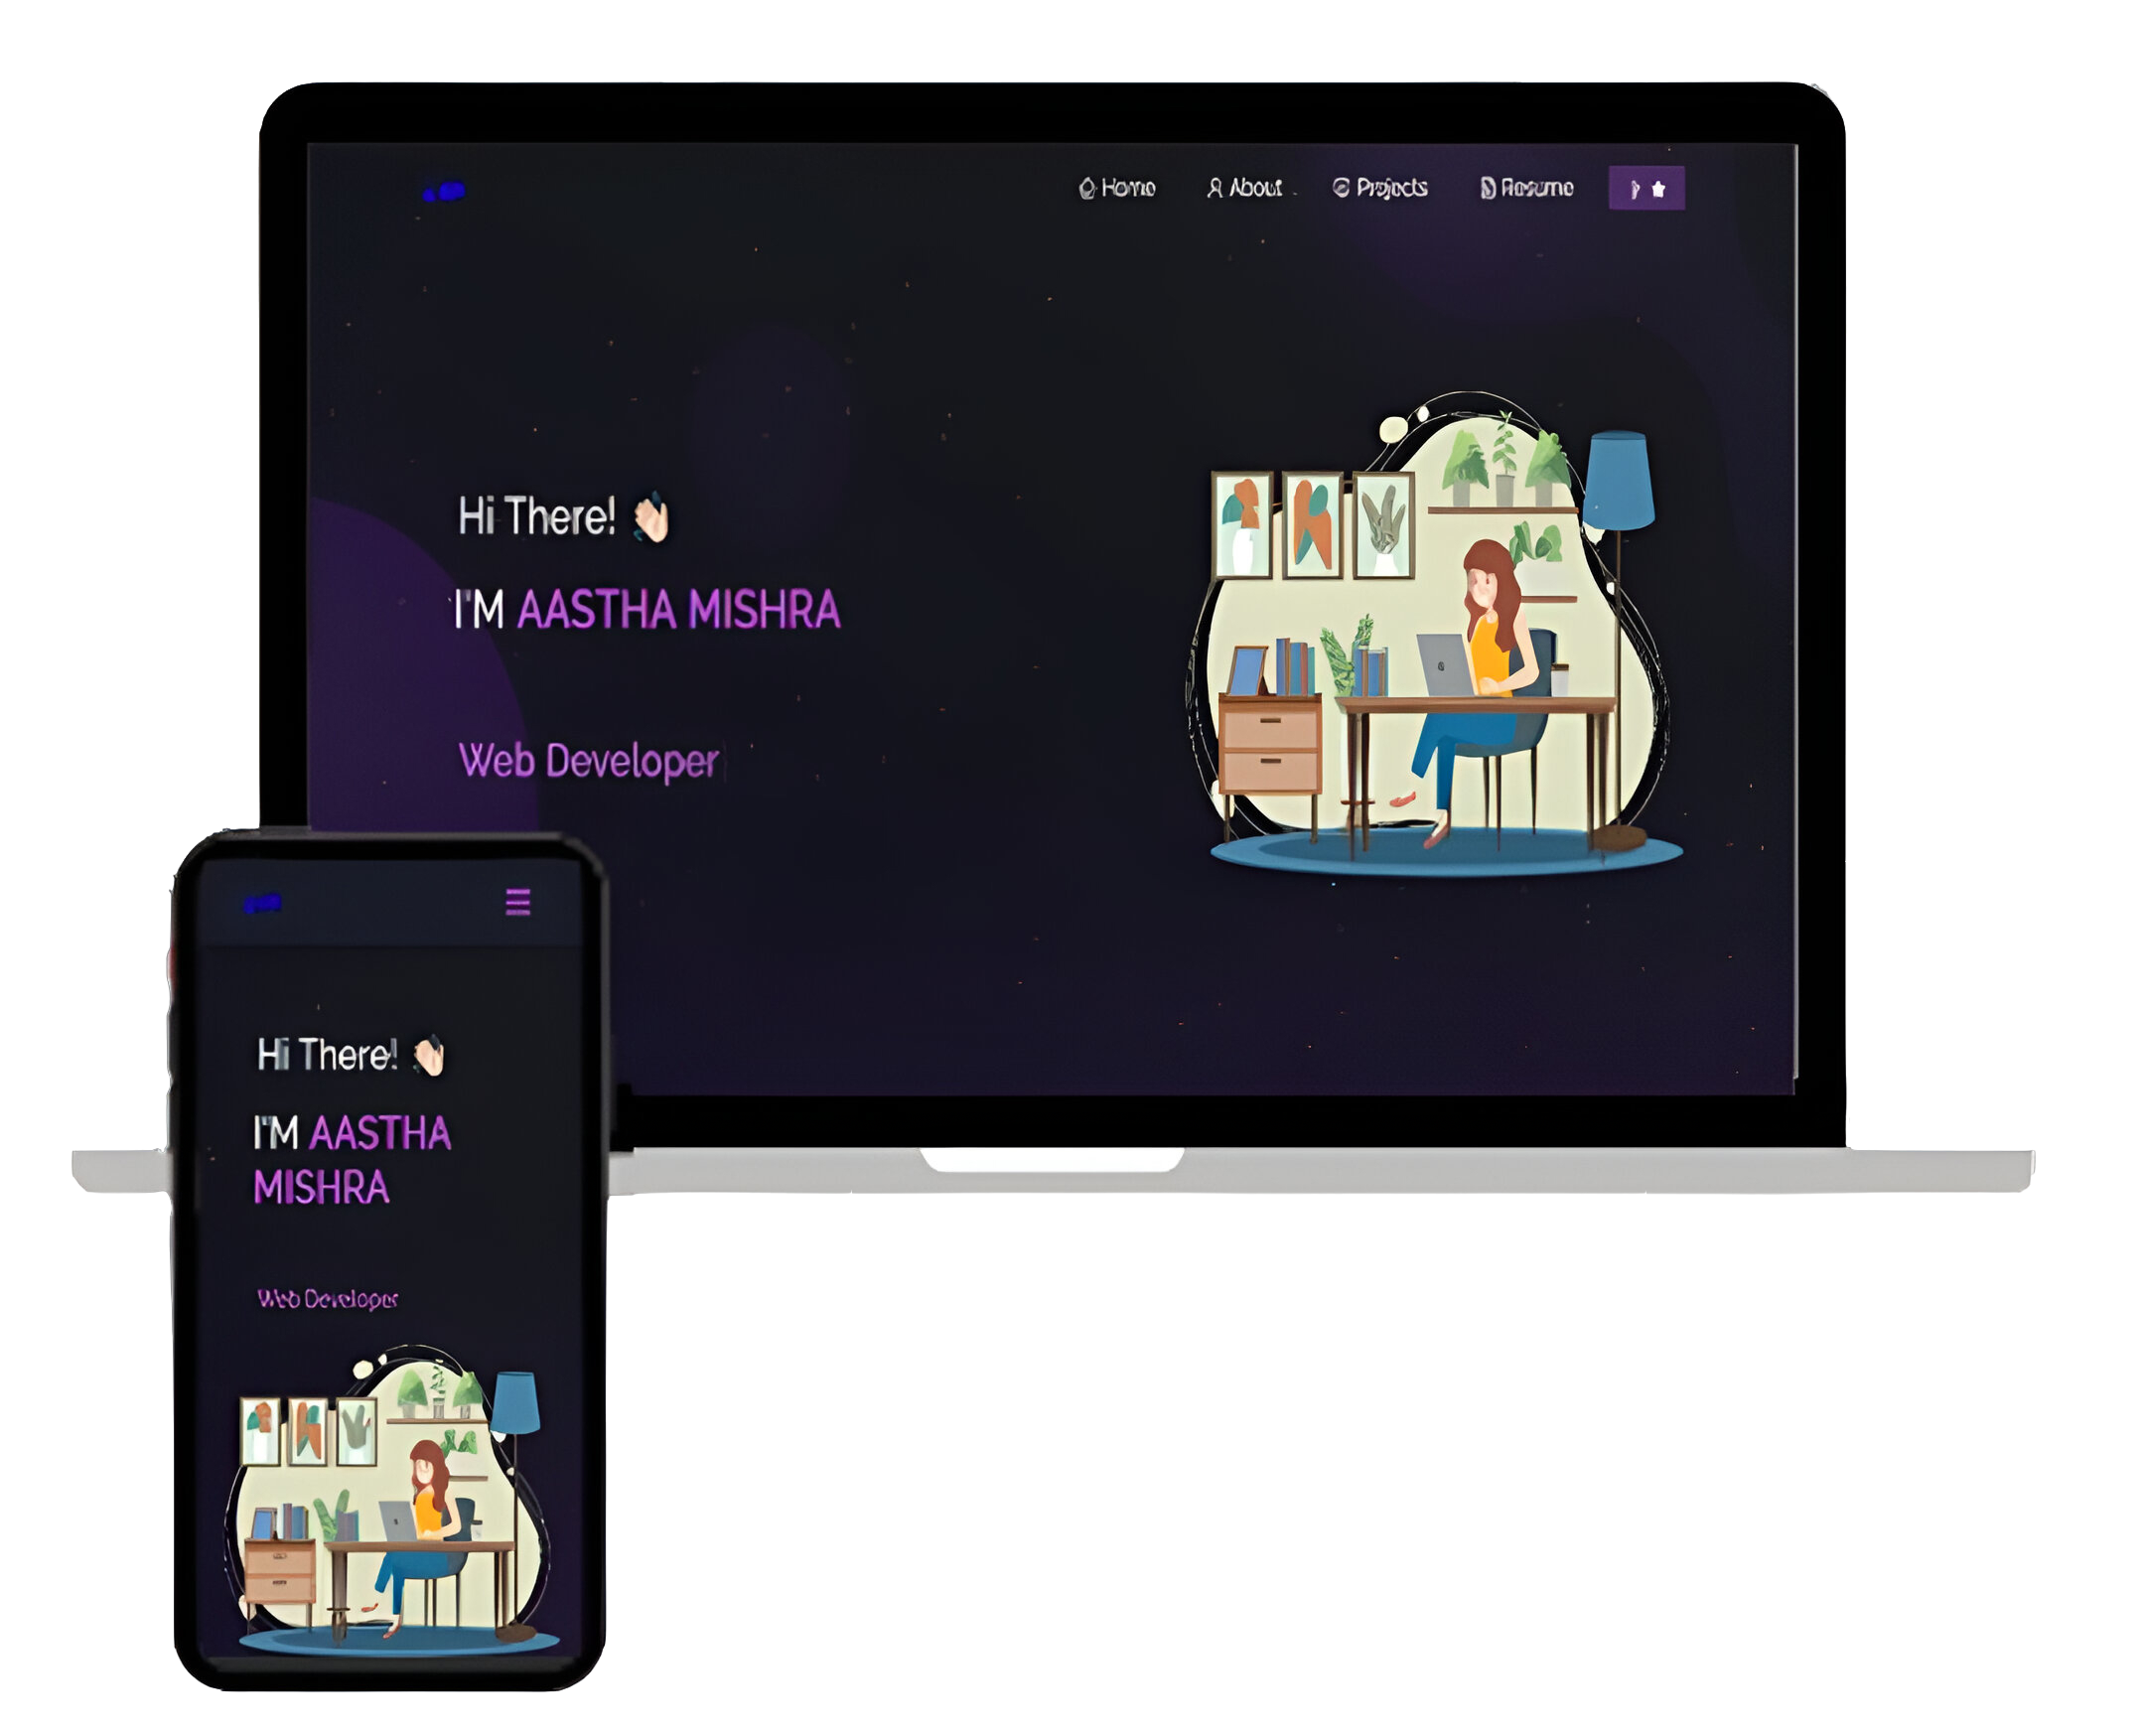 Home About Projects Resume
Hi There! 👋🏻
I'M AASTHA MISHRA
Web Developer
Hi There! 👋🏻
I'M AASTHA
MISHRA
Web Developer